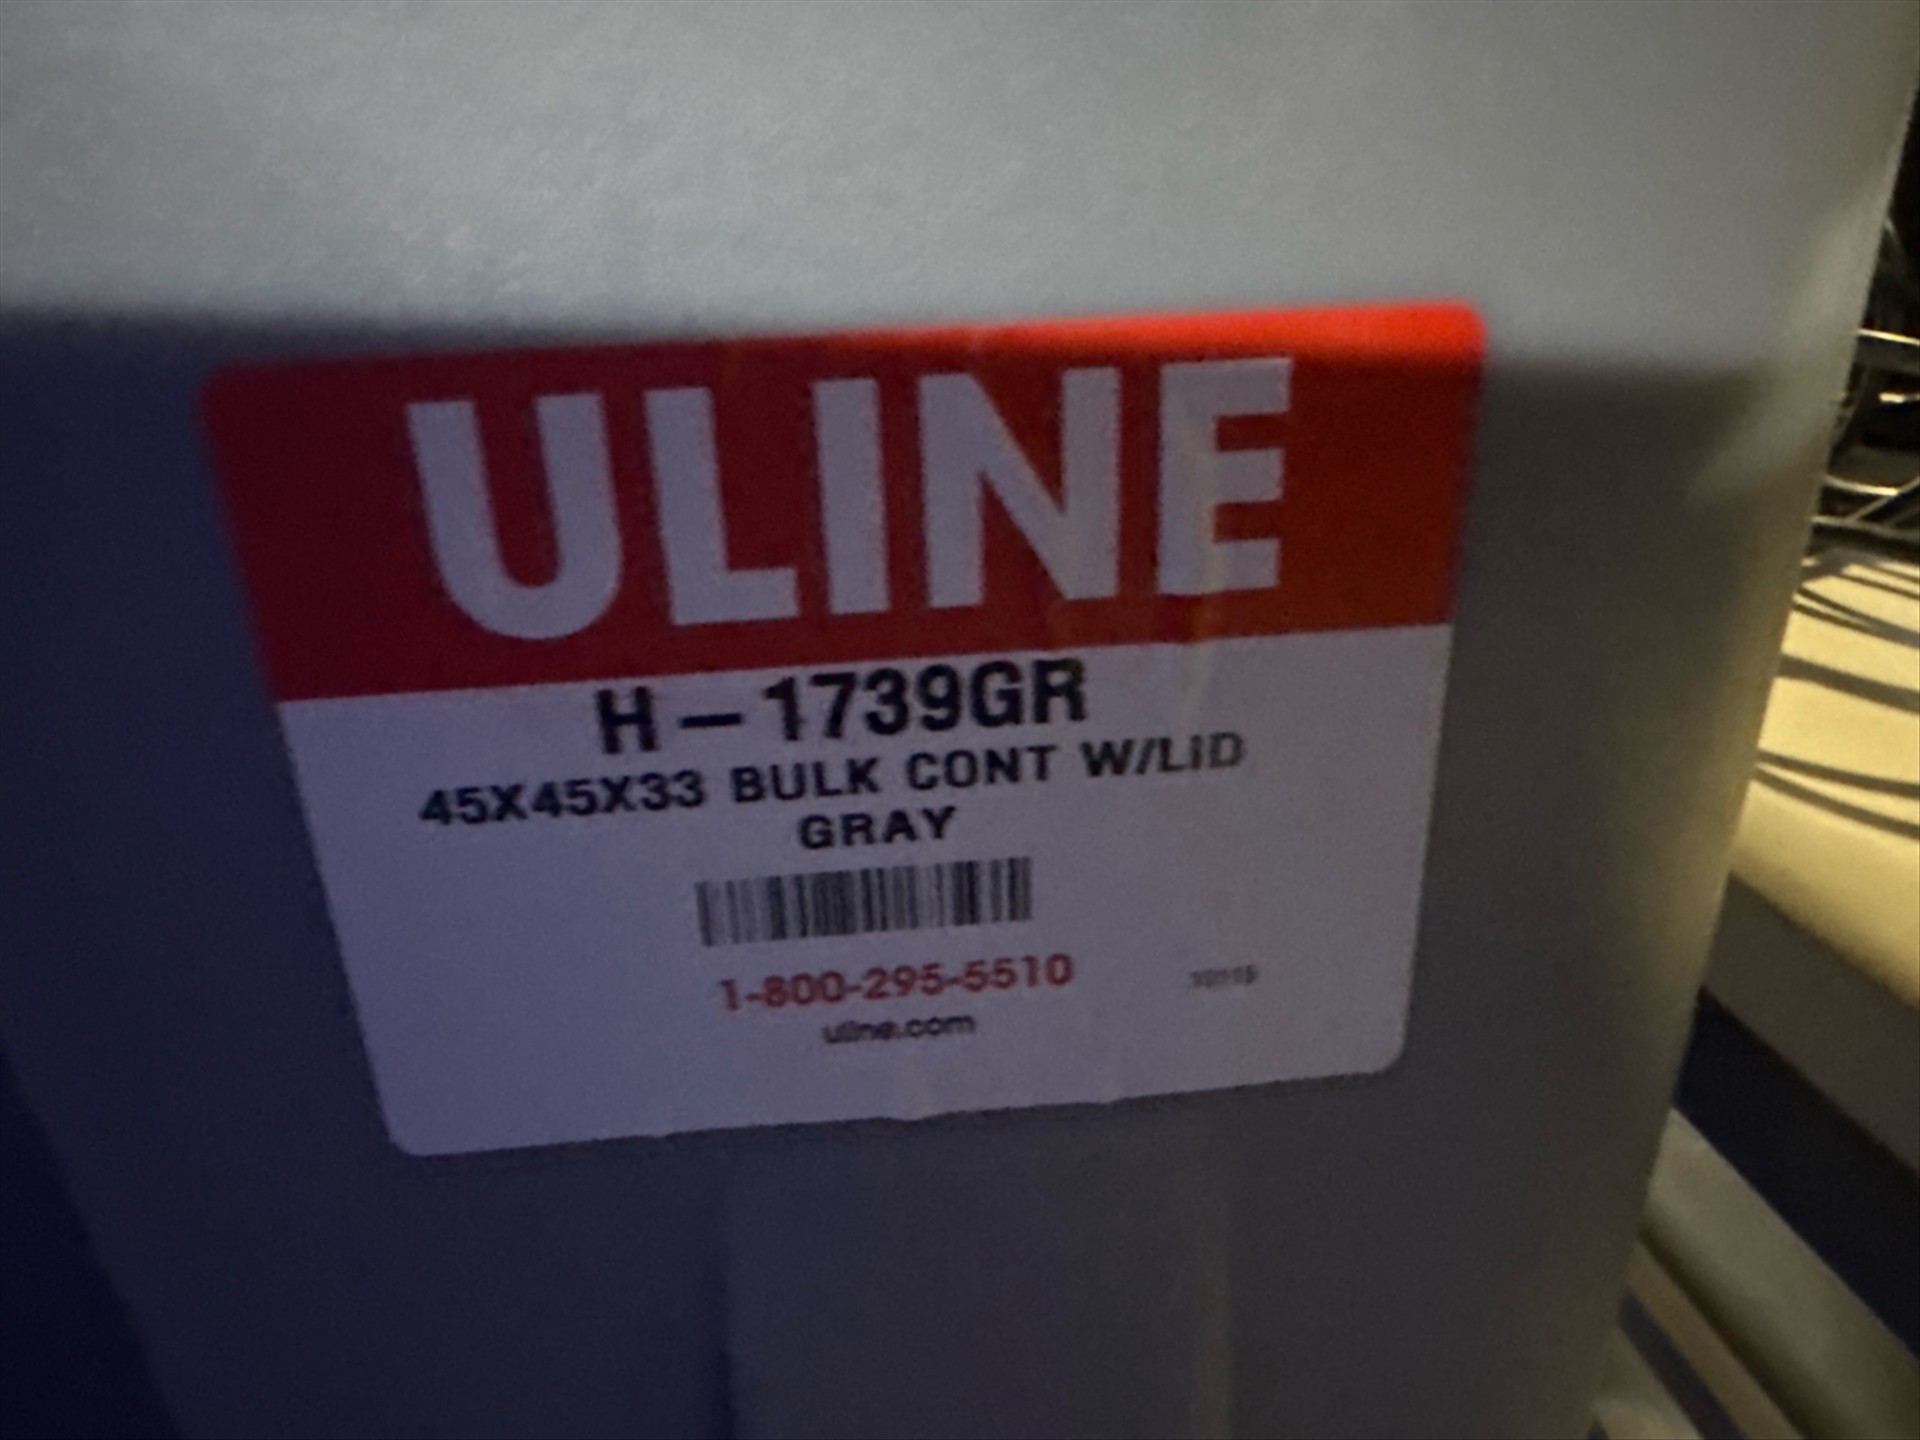 ULINE
H-1739GR
45X45X33 BULK CONT W/LID
GRAY
1-800-295-5510
uline.com